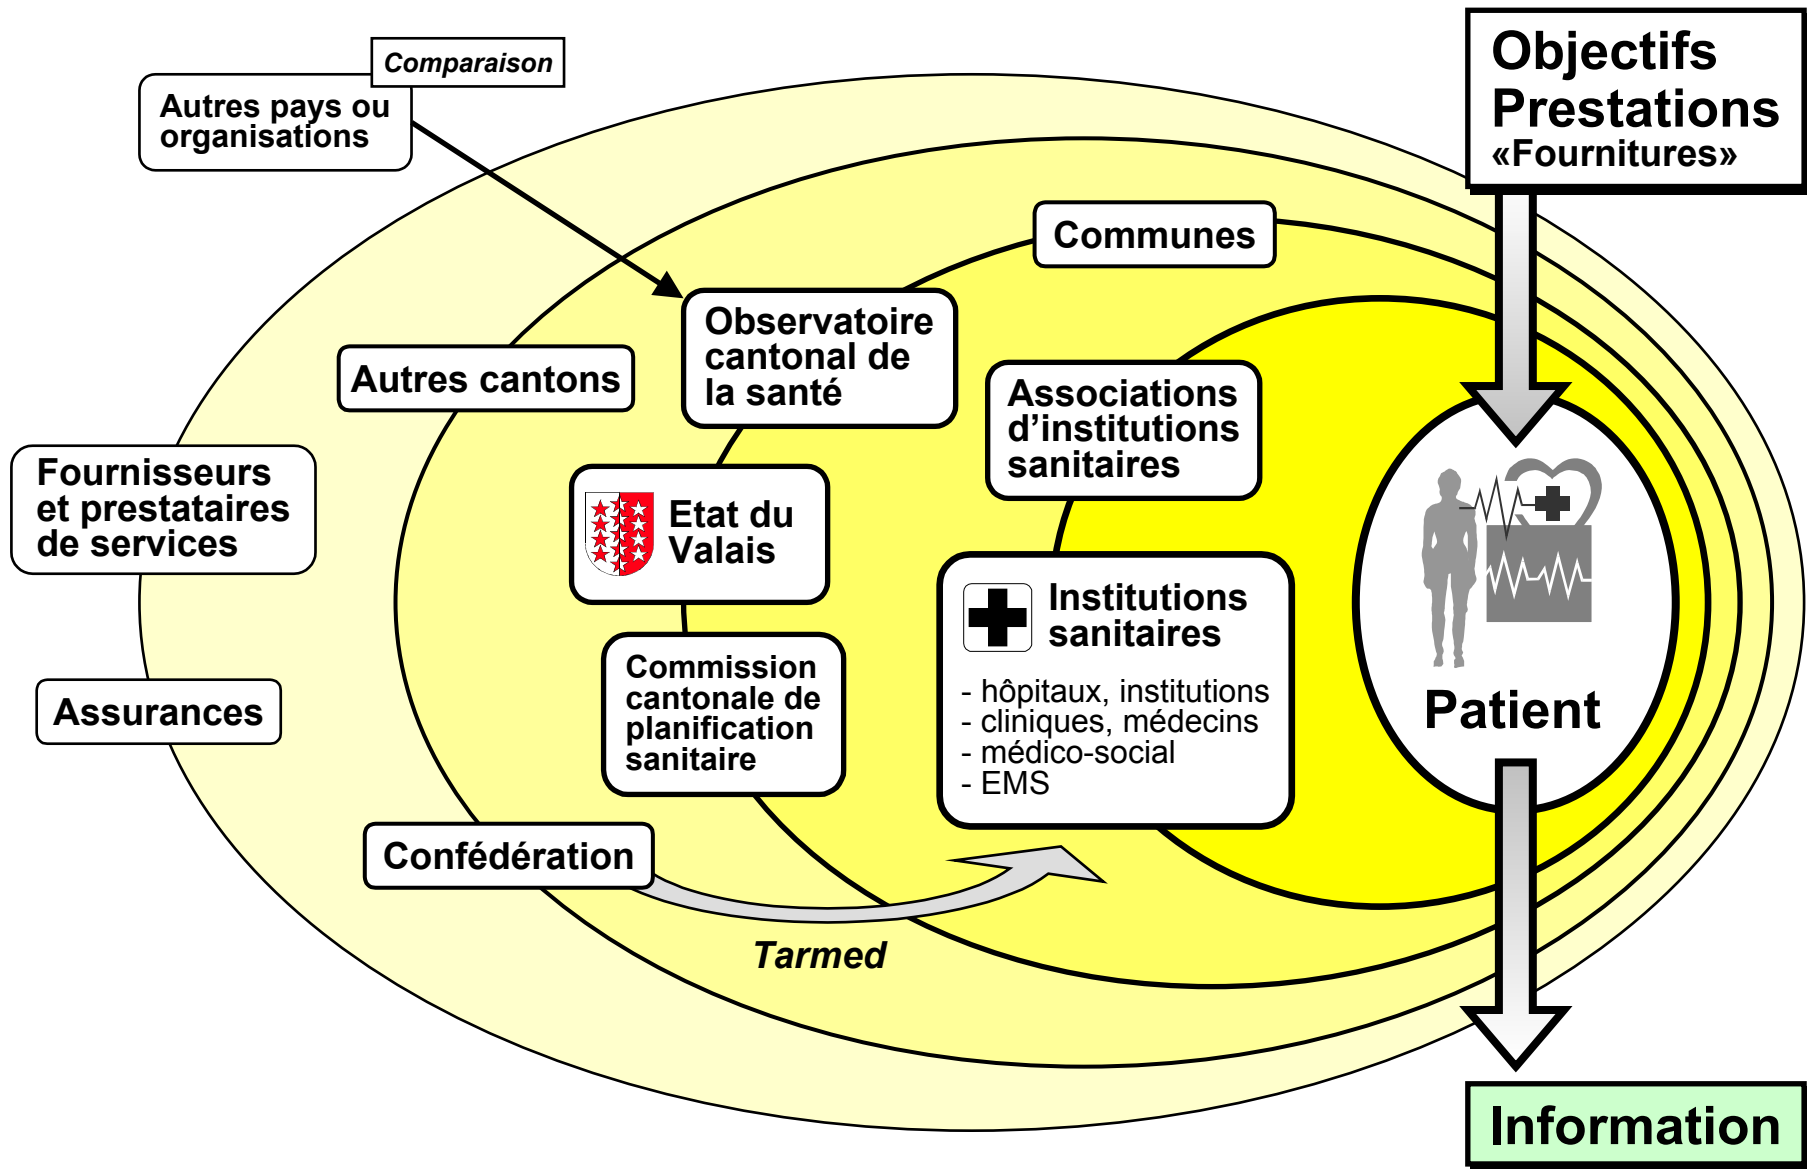 Comparaison
Autres pays ou
organisations
Objectifs
Prestations
«Fournitures»
Communes
Observatoire
cantonal de
la santé
Autres cantons
Associations
d’institutions
sanitaires
Fournisseurs
et prestataires
de services
Etat du
Valais
Institutions
sanitaires
- hôpitaux, institutions
- cliniques, médecins
- médico-social
- EMS
Commission
cantonale de
planification
sanitaire
Assurances
Patient
Confédération
Tarmed
Information